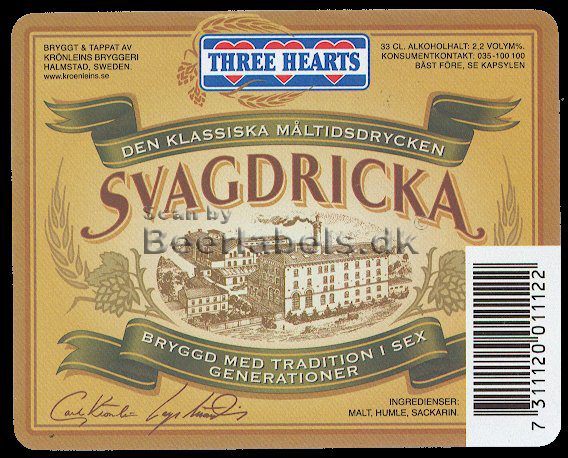 BRYGGT & TAPPAT AV
KRÖNLEINS BRYGGERI
HALMSTAD, SWEDEN.
www.kroenleins.se
THREE HEARTS
33 CL. ALKOHOLHALT: 2,2 VOLYM%.
KONSUMENTKONTAKT: 035-100 100
BÄST FÖRE, SE KAPSYLEN
DEN KLASSISKA MÅLTIDSDRYCKEN
SVAGDRICKA
Scan by
Beerlabels.dk
BRYGGD MED TRADITION I SEX
GENERATIONER
INGREDIENSER:
MALT, HUMLE, SACKARIN.
7 311120 011122